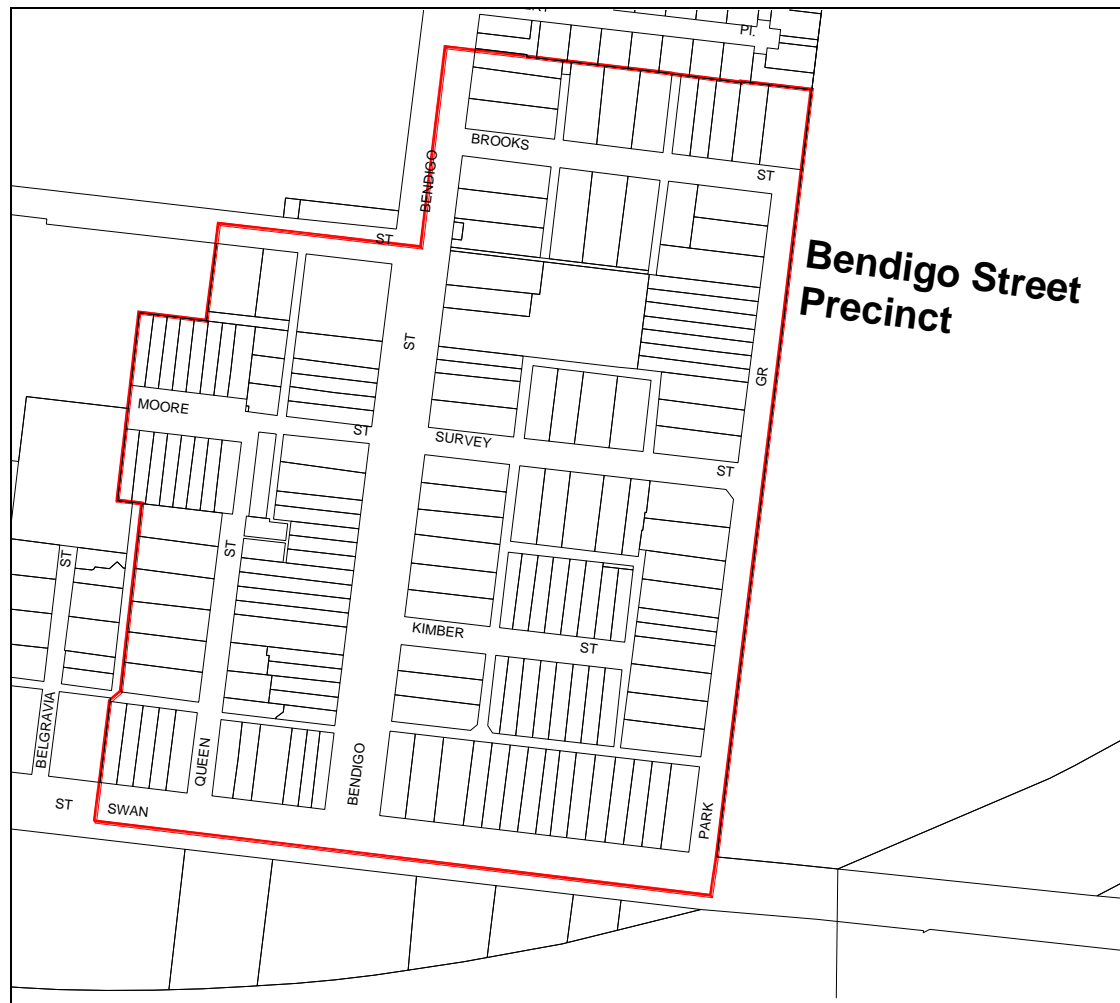 Pl.
BROOKS
ST
BENDIGO
ST
Bendigo Street
Precinct
ST
GR
MOORE
ST
SURVEY
ST
ST
ST
KIMBER
ST
BELGRAVIA
QUEEN
BENDIGO
PARK
ST
SWAN